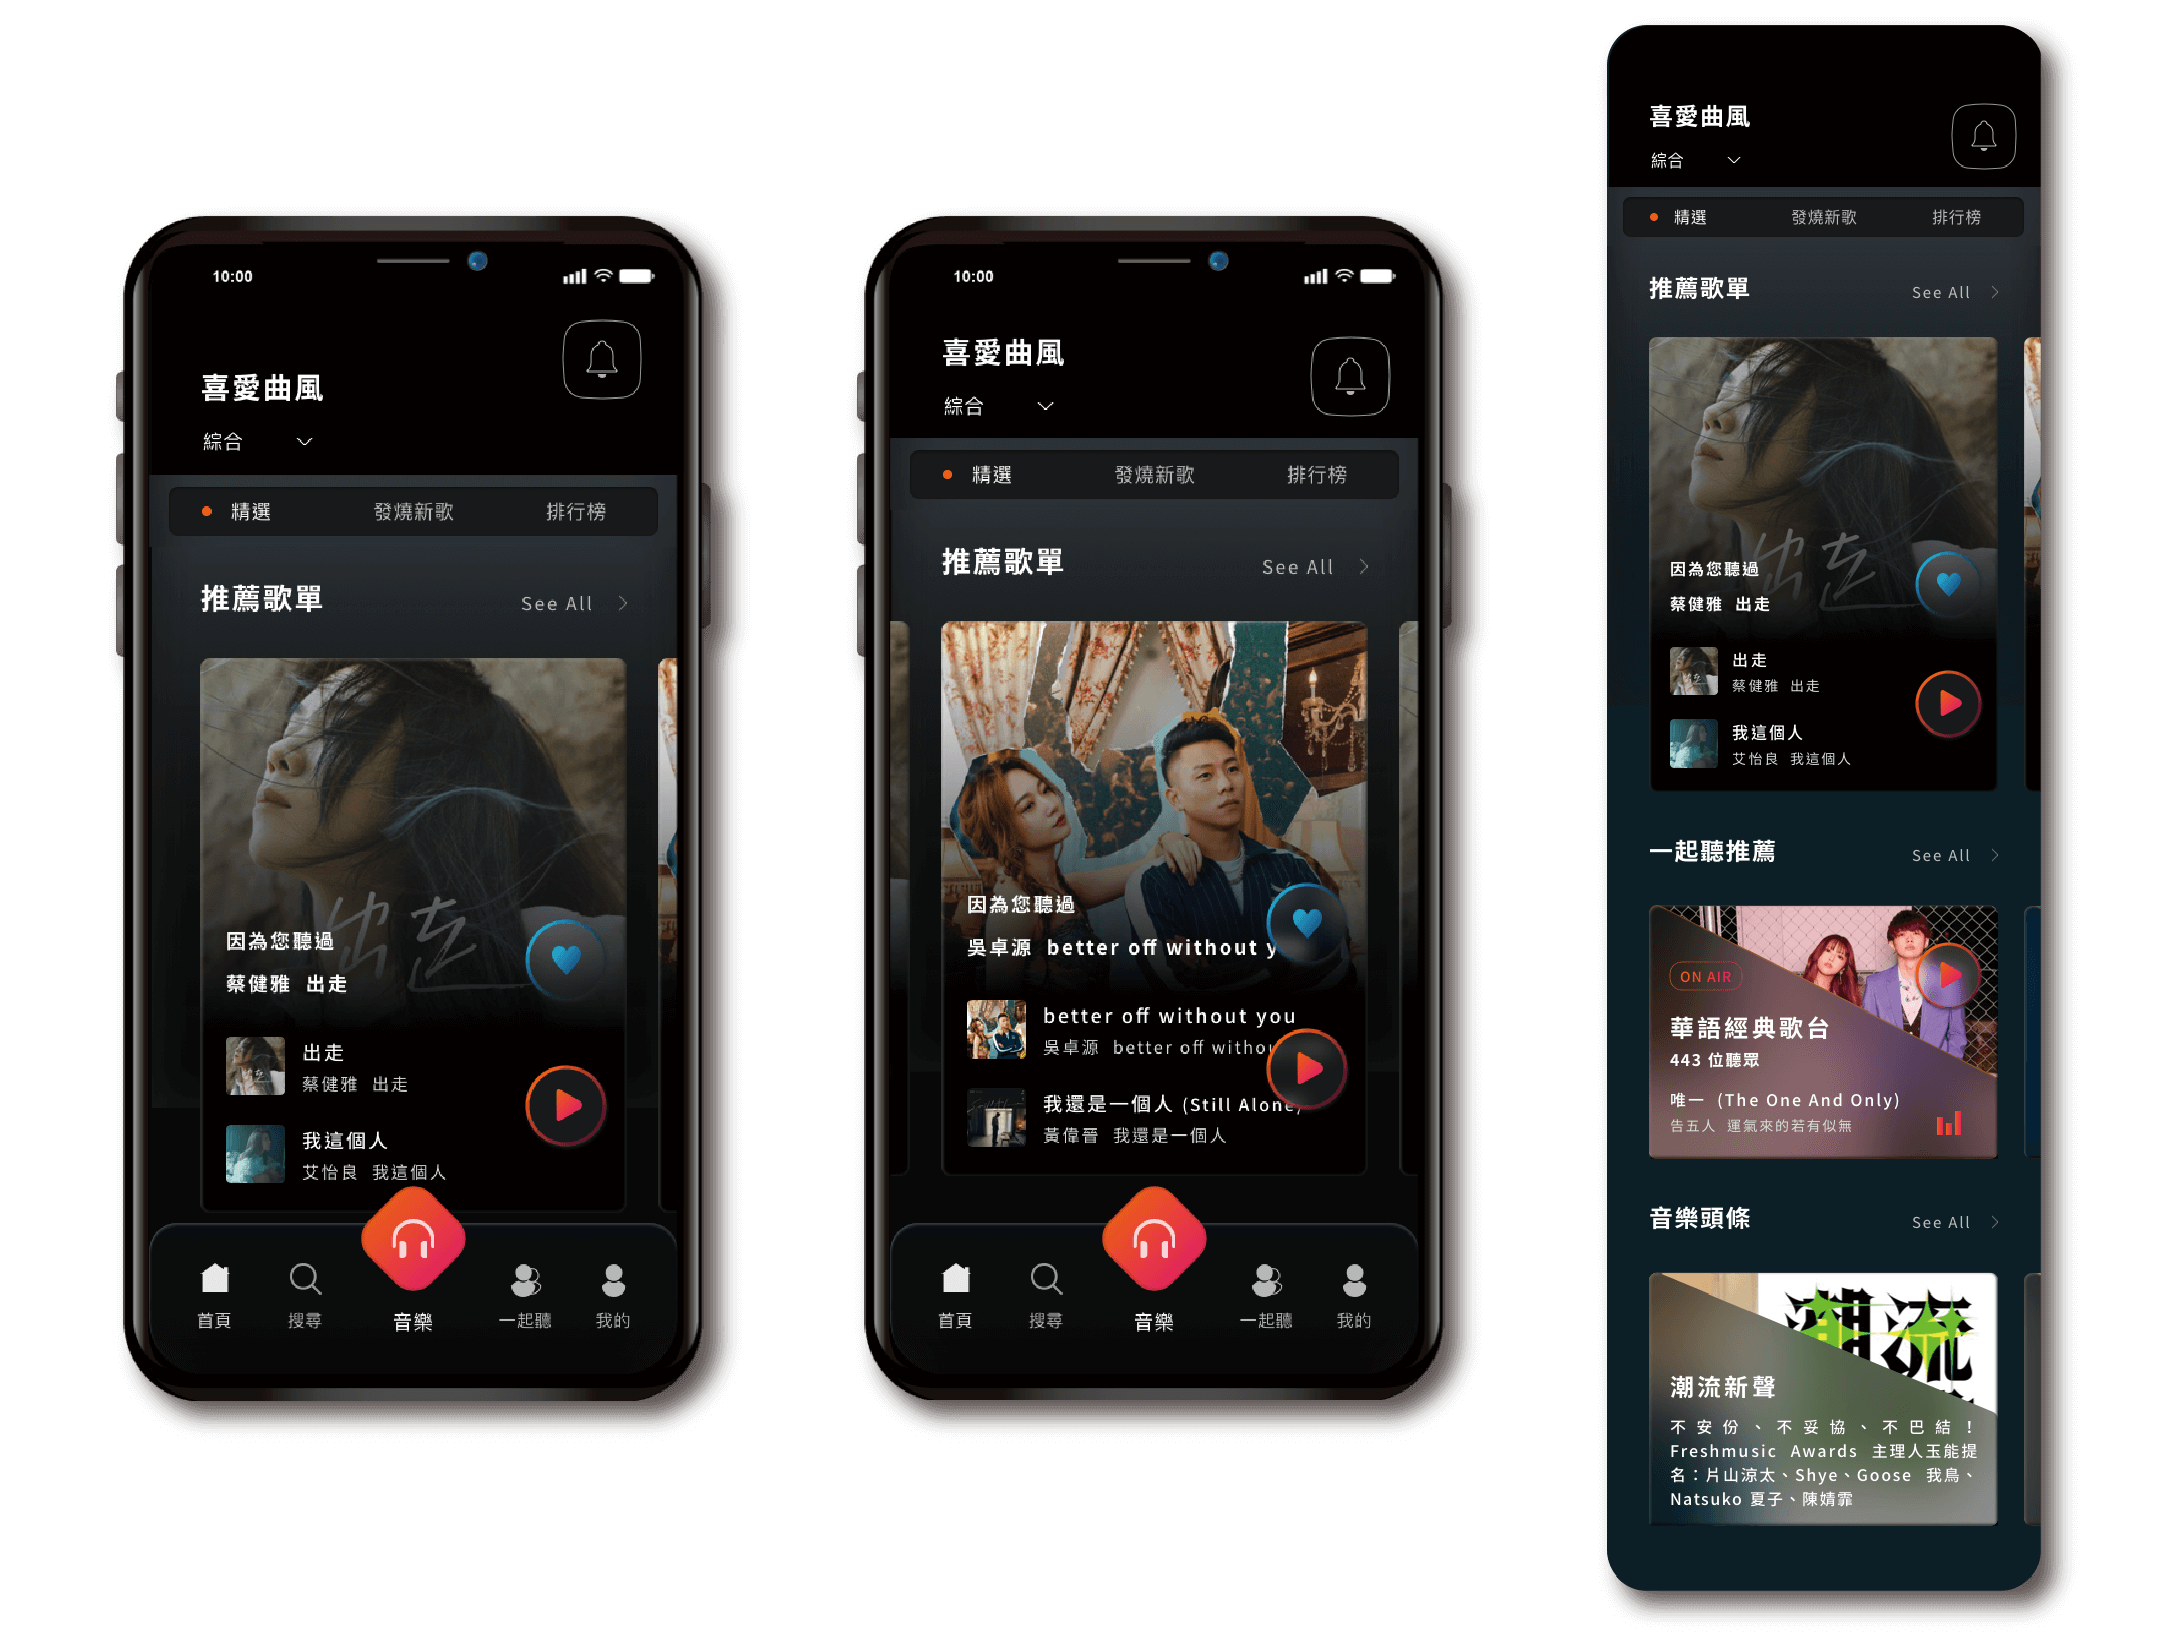 10:00
喜愛曲風
綜合
精選 發燒新歌 排行榜
推薦歌單 See All
出走
因為您聽過
蔡健雅 出走
出走
蔡健雅 出走
我這個人
艾怡良 我這個人
首頁 搜尋 音樂 一起聽 我的
10:00
喜愛曲風
綜合
精選 發燒新歌 排行榜
推薦歌單 See All
因為您聽過
吳卓源 better off without y
better off without you
吳卓源 better off withou
我還是一個人 (Still Alone)
黃偉晉 我還是一個人
首頁 搜尋 音樂 一起聽 我的
喜愛曲風
綜合
精選 發燒新歌 排行榜
推薦歌單 See All
出走
因為您聽過
蔡健雅 出走
出走
蔡健雅 出走
我這個人
艾怡良 我這個人
一起聽推薦 See All
ON AIR
華語經典歌台
443 位聽眾
唯一 (The One And Only)
告五人 運氣來的若有似無
音樂頭條 See All
潮流
潮流新聲
不安份、不妥協、不巴結！
Freshmusic Awards 主理人玉能提
名：片山涼太、Shye、Goose 我鳥、
Natsuko 夏子、陳婧霏